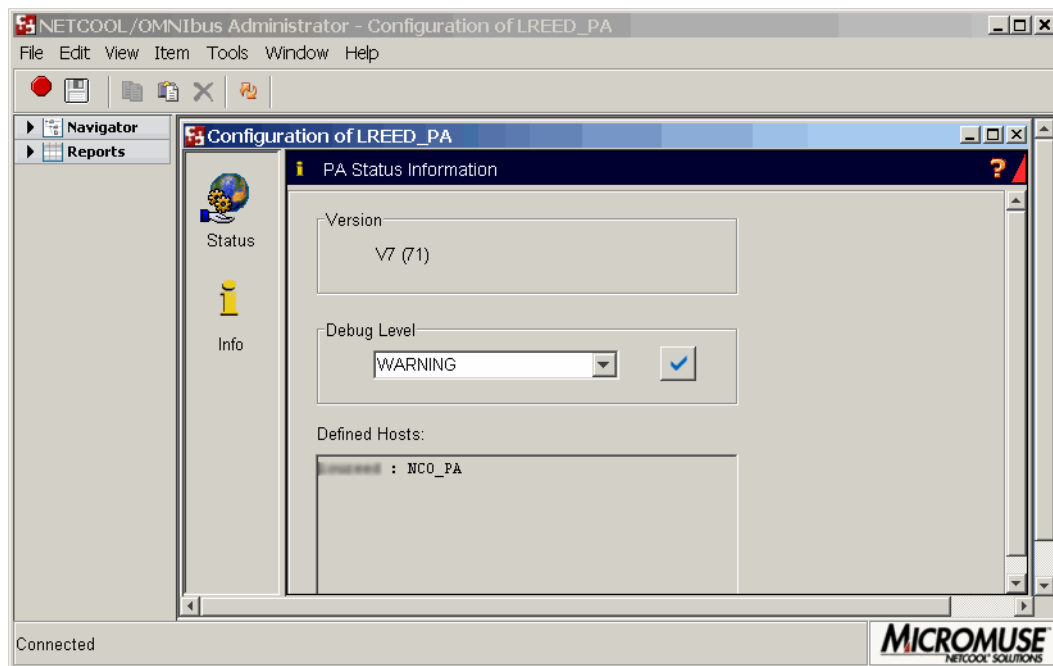 NETCOOL/OMNIbus Administrator - Configuration of LREED_PA
File Edit View Item Tools Window Help
Navigator
Reports
Configuration of LREED_PA
PA Status Information
?
Status
Info
Version
V7 (71)
Debug Level
WARNING
Defined Hosts:
: NCO_PA
Connected
MICROMUSE
NETCOOL® SOLUTIONS